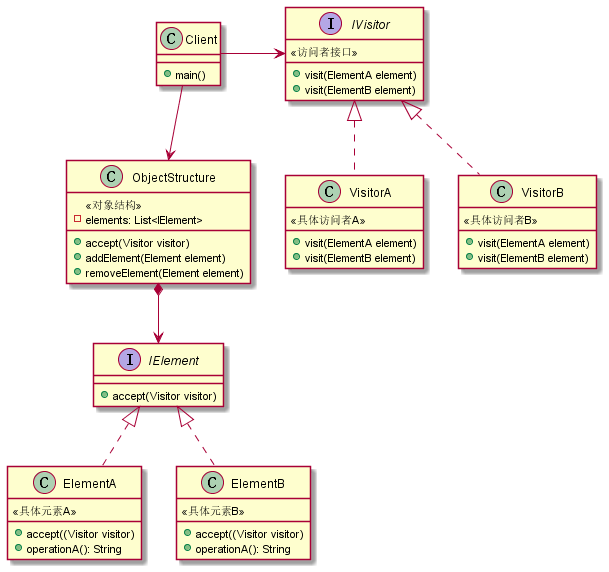 C Client
main()
I IVisitor
《访问者接口》
visit(ElementA element)
visit(ElementB element)
C ObjectStructure
《对象结构》
elements: List<IElement>
accept(Visitor visitor)
addElement(Element element)
removeElement(Element element)
C VisitorA
《具体访问者A》
visit(ElementA element)
visit(ElementB element)
C VisitorB
《具体访问者B》
visit(ElementA element)
visit(ElementB element)
I IElement
accept(Visitor visitor)
C ElementA
《具体元素A》
accept((Visitor visitor)
operationA(): String
C ElementB
《具体元素B》
accept((Visitor visitor)
operationA(): String